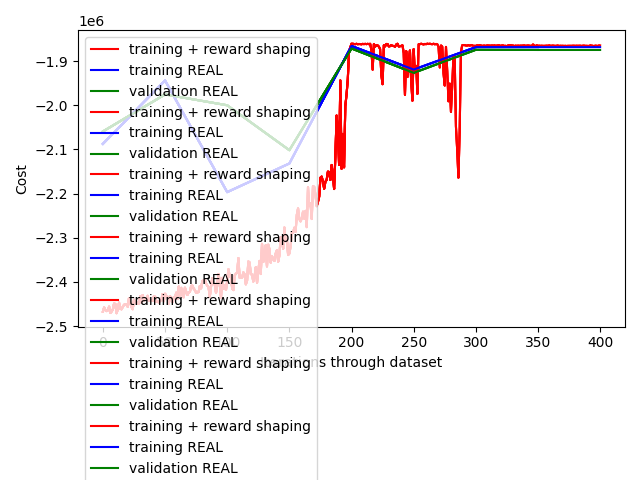 1e6
−1.9
−2.0
−2.1
−2.2
−2.3
−2.4
−2.5
Cost
training + reward shaping
training REAL
validation REAL
training + reward shaping
training REAL
validation REAL
training + reward shaping
training REAL
validation REAL
training + reward shaping
training REAL
validation REAL
training + reward shaping
training REAL
validation REAL
training + reward shaping
training REAL
validation REAL
training + reward shaping
training REAL
validation REAL
0 150 200 250 300 350 400
through dataset